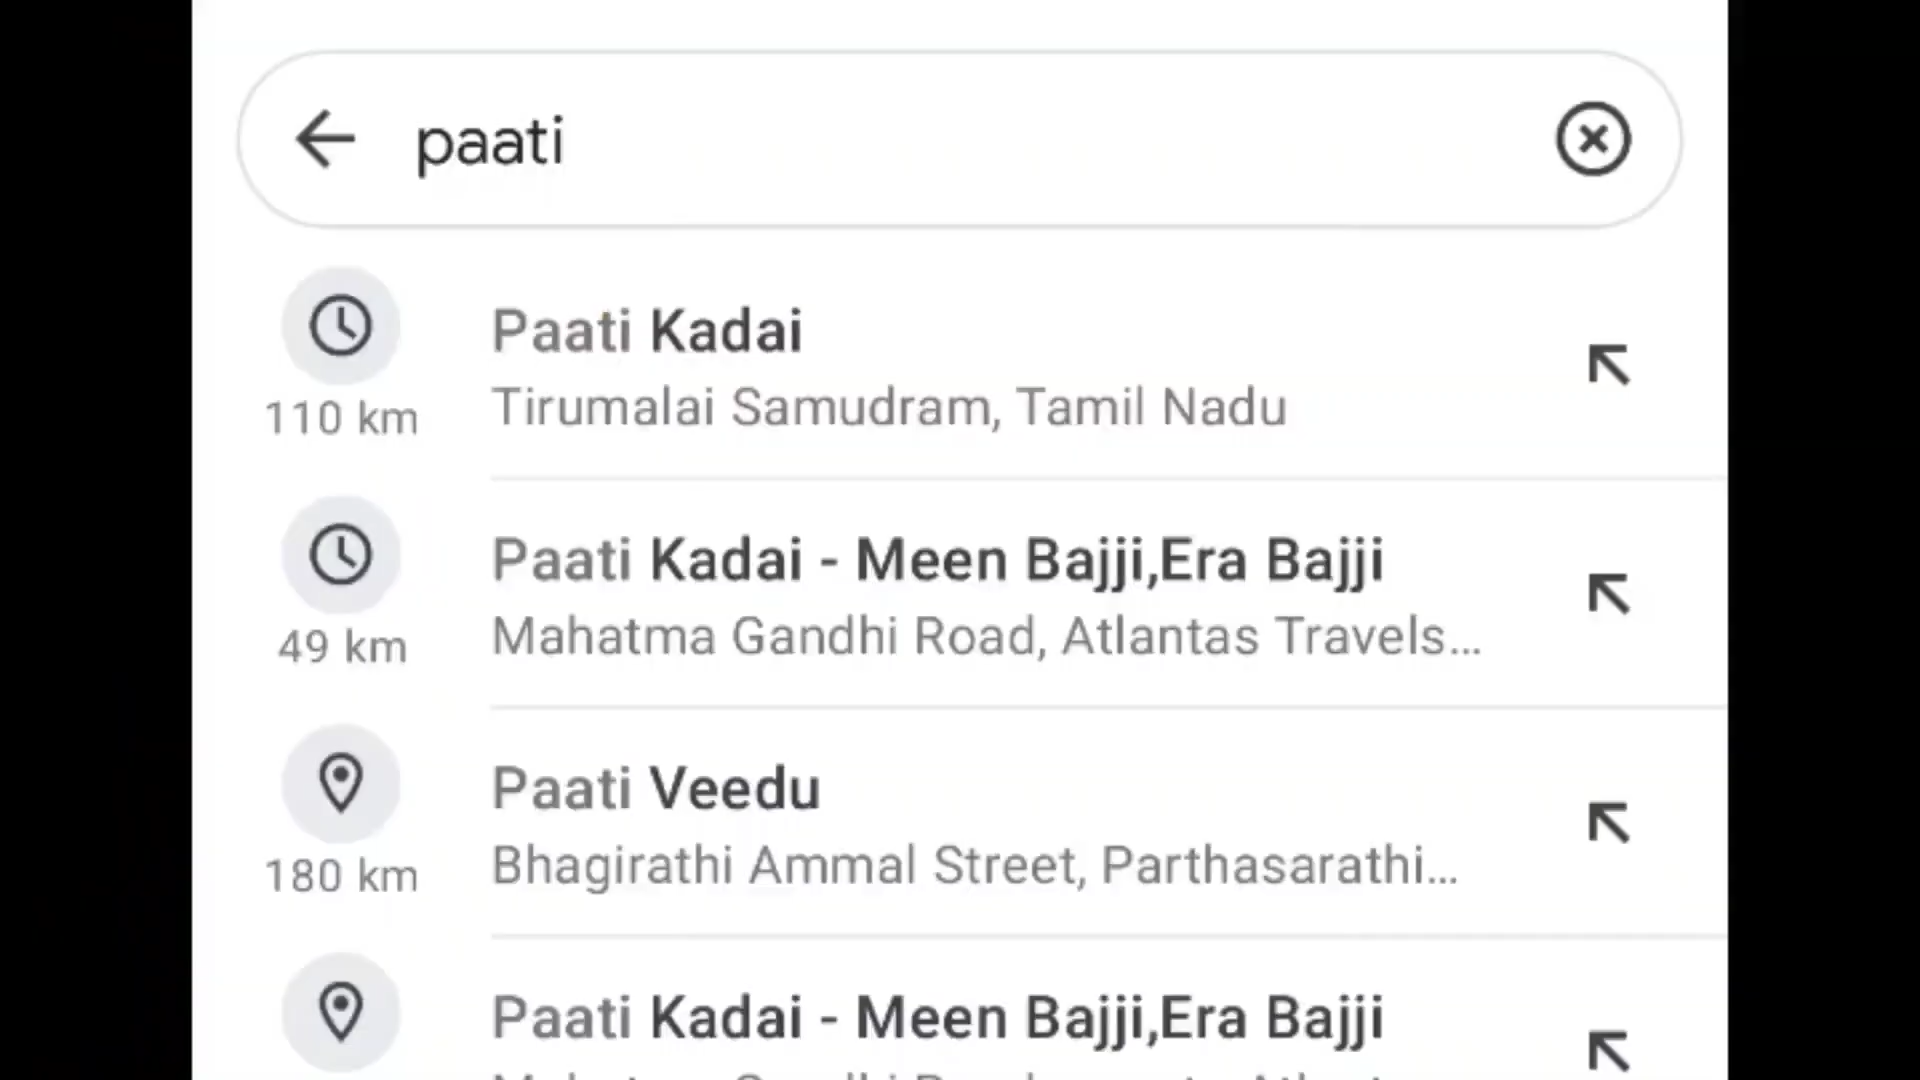 paati
Paati Kadai
110 km
Tirumalai Samudram, Tamil Nadu
Paati Kadai - Meen Bajji,Era Bajji
49 km
Mahatma Gandhi Road, Atlantas Travels...
Paati Veedu
180 km
Bhagirathi Ammal Street, Parthasarathi...
Paati Kadai - Meen Bajji,Era Bajji